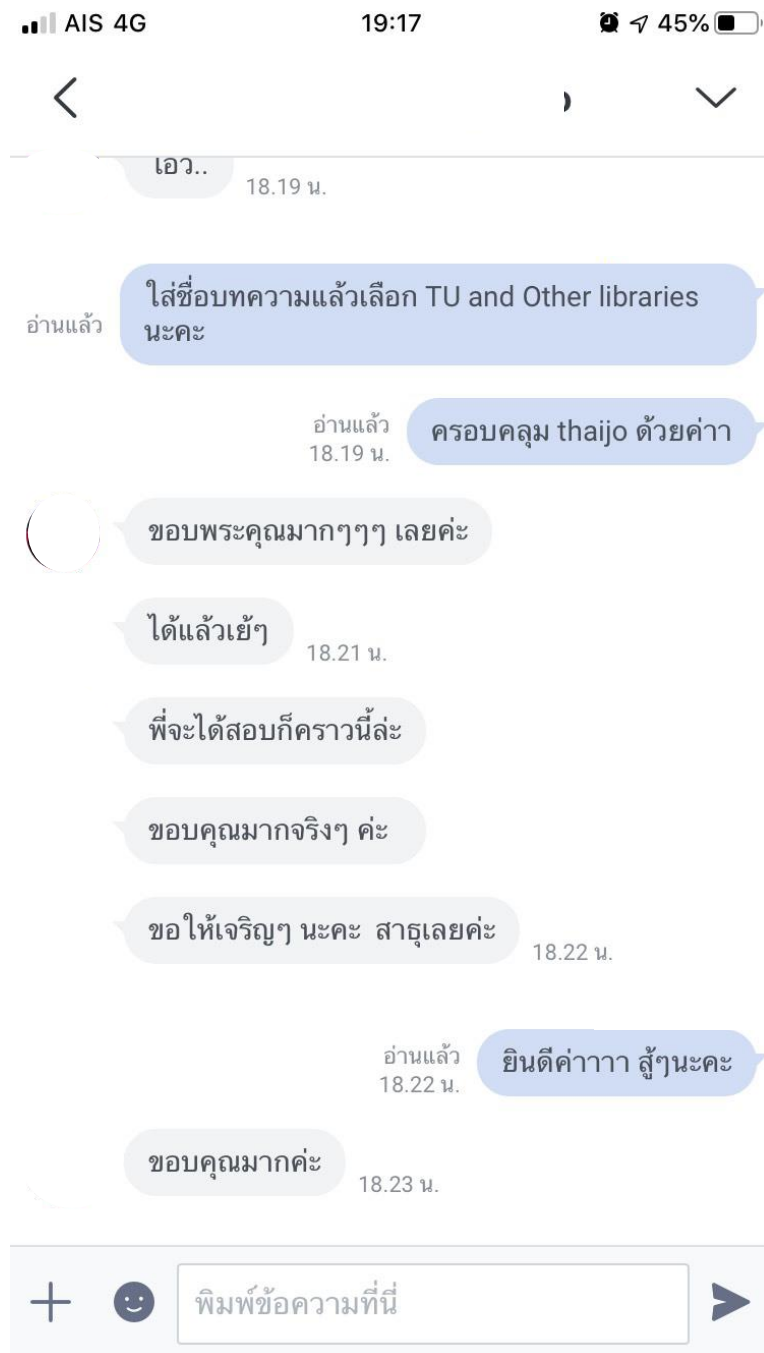 AIS 4G 19:17 45%
เอว..
18.19 น.
ใส่ชื่อบทความแล้วเลือก TU and Other libraries
นะคะ
อ่านแล้ว
ครอบคลุม thaijo ด้วยค่าา
อ่านแล้ว
18.19 น.
ขอบพระคุณมากๆๆๆ เลยค่ะ
ได้แล้วเย้ๆ
18.21 น.
พี่จะได้สอบก็คราวนี้ล่ะ
ขอบคุณมากจริงๆ ค่ะ
ขอให้เจริญๆ นะคะ สาธุเลยค่ะ
18.22 น.
อ่านแล้ว
18.22 น.
ยินดีค่าาาา สู้ๆนะคะ
ขอบคุณมากค่ะ
18.23 น.
พิมพ์ข้อความที่นี่